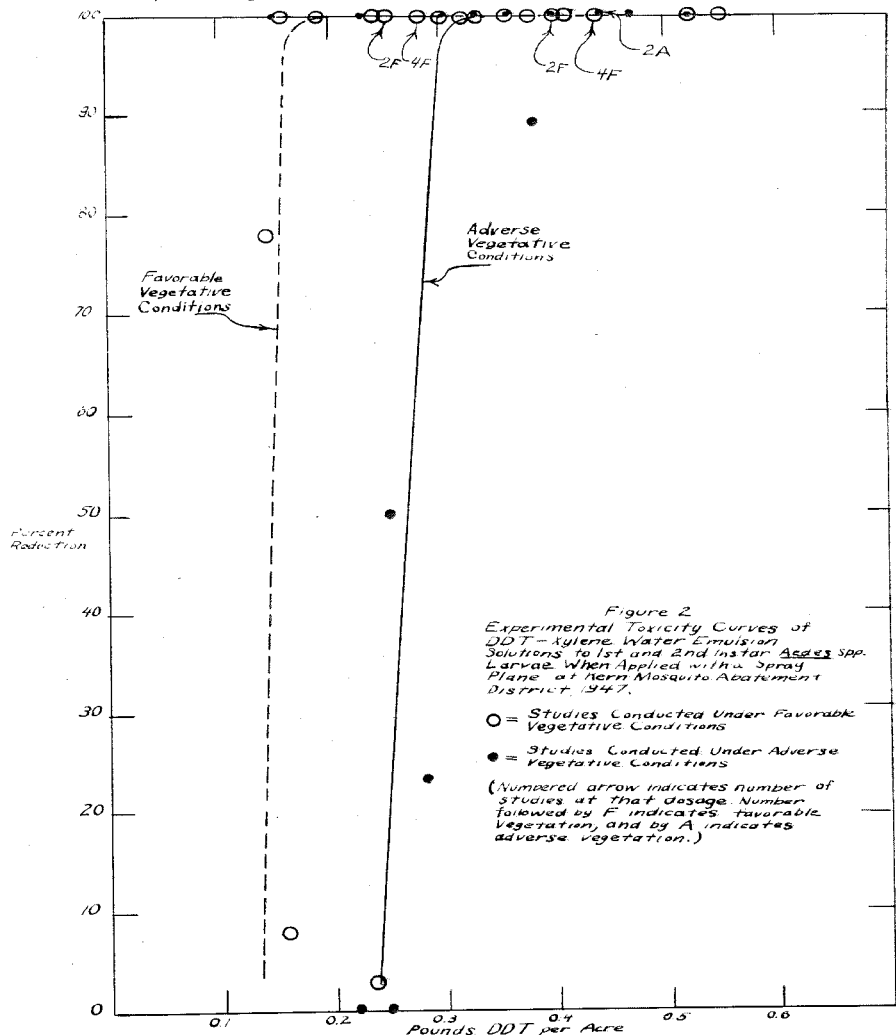 100
2F
4F
2F
4F
2A
90
80
Adverse
Vegetative
Conditions
Favorable
Vegetative
Conditions
70
60
50
Percent
Reduction
40
Figure 2
Experimental Toxicity Curves of
DDT-Xylene Water Emulsion
Solutions to 1st and 2nd Instar Aedes spp.
Larvae When Applied with a Spray
Plane at Kern Mosquito Abatement
District, 1947.
30
O = Studies Conducted Under Favorable
Vegetative Conditions
● = Studies Conducted Under Adverse
Vegetative Conditions
20
(Numbered arrow indicates number of
studies at that dosage. Number
followed by F indicates favorable
vegetation, and by A indicates
adverse vegetation.)
10
0
0.1
0.2
0.3
0.4
0.5
0.6
Pounds DDT per Acre